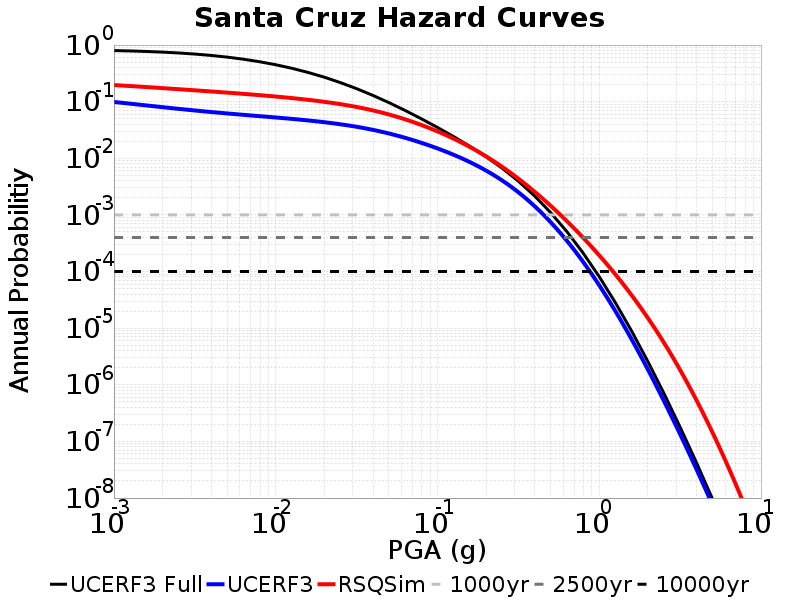 Santa Cruz Hazard Curves
Annual Probabilitiy
10^0
10^-1
10^-2
10^-3
10^-4
10^-5
10^-6
10^-7
10^-8
10^-3 10^-2 10^-1 10^0 10^1
PGA (g)
UCERF3 Full UCERF3 RSQSim 1000yr 2500yr 10000yr